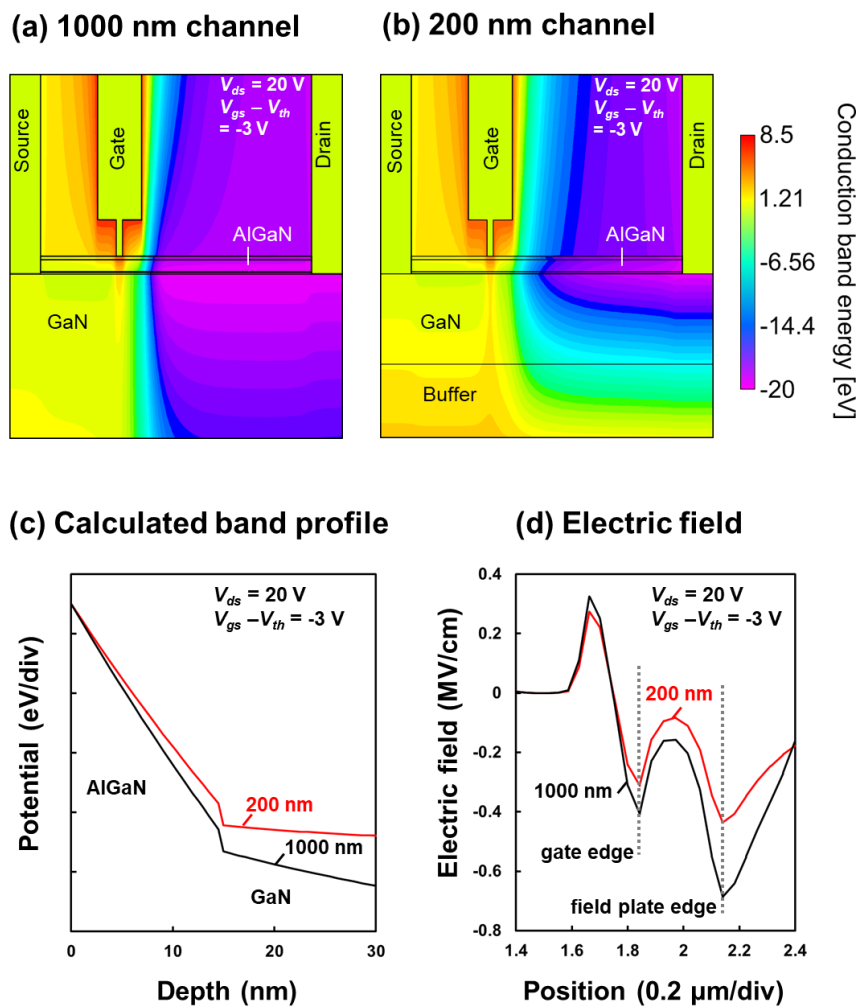 (a) 1000 nm channel
(b) 200 nm channel
Source
Gate
Drain
Vds = 20 V
Vgs – Vth
= -3 V
AlGaN
GaN
Source
Gate
Drain
Vds = 20 V
Vgs – Vth
= -3 V
AlGaN
GaN
Buffer
8.5
1.21
-6.56
-14.4
-20
Conduction band energy [eV]
(c) Calculated band profile
Potential (eV/div)
Vds = 20 V
Vgs –Vth = -3 V
AlGaN
200 nm
1000 nm
GaN
0
10
20
30
Depth (nm)
(d) Electric field
Electric field (MV/cm)
0.4
0.2
0
-0.2
-0.4
-0.6
-0.8
Vds = 20 V
Vgs –Vth = -3 V
200 nm
1000 nm
gate edge
field plate edge
1.4
1.6
1.8
2
2.2
2.4
Position (0.2 μm/div)